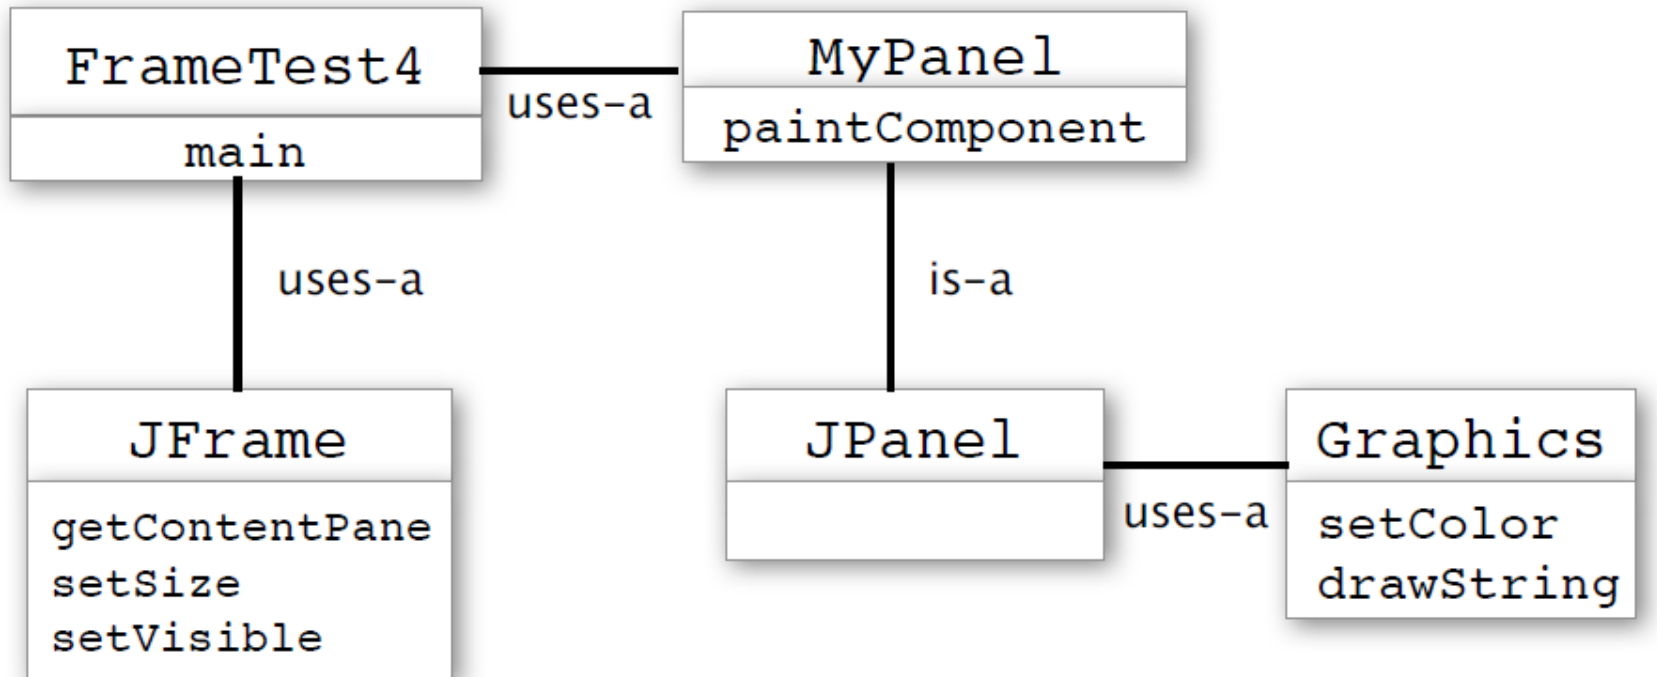 FrameTest4
main
uses-a
MyPanel
paintComponent
uses-a
is-a
JFrame
getContentPane
setSize
setVisible
JPanel
uses-a
Graphics
setColor
drawString